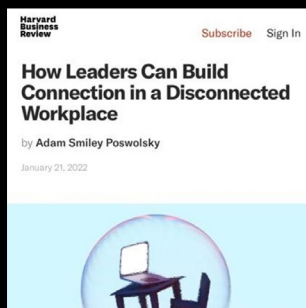 Harvard
Business
Review
Subscribe Sign In
How Leaders Can Build
Connection in a Disconnected
Workplace
by Adam Smiley Poswolsky
January 21, 2022